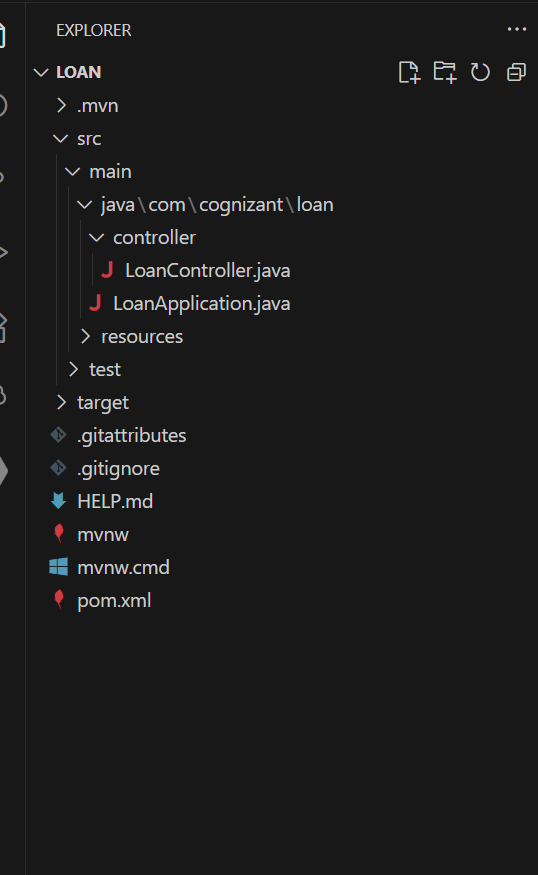 EXPLORER
LOAN
.mvn
src
main
java\com\cognizant\loan
controller
LoanController.java
LoanApplication.java
resources
test
target
.gitattributes
.gitignore
HELP.md
mvnw
mvnw.cmd
pom.xml